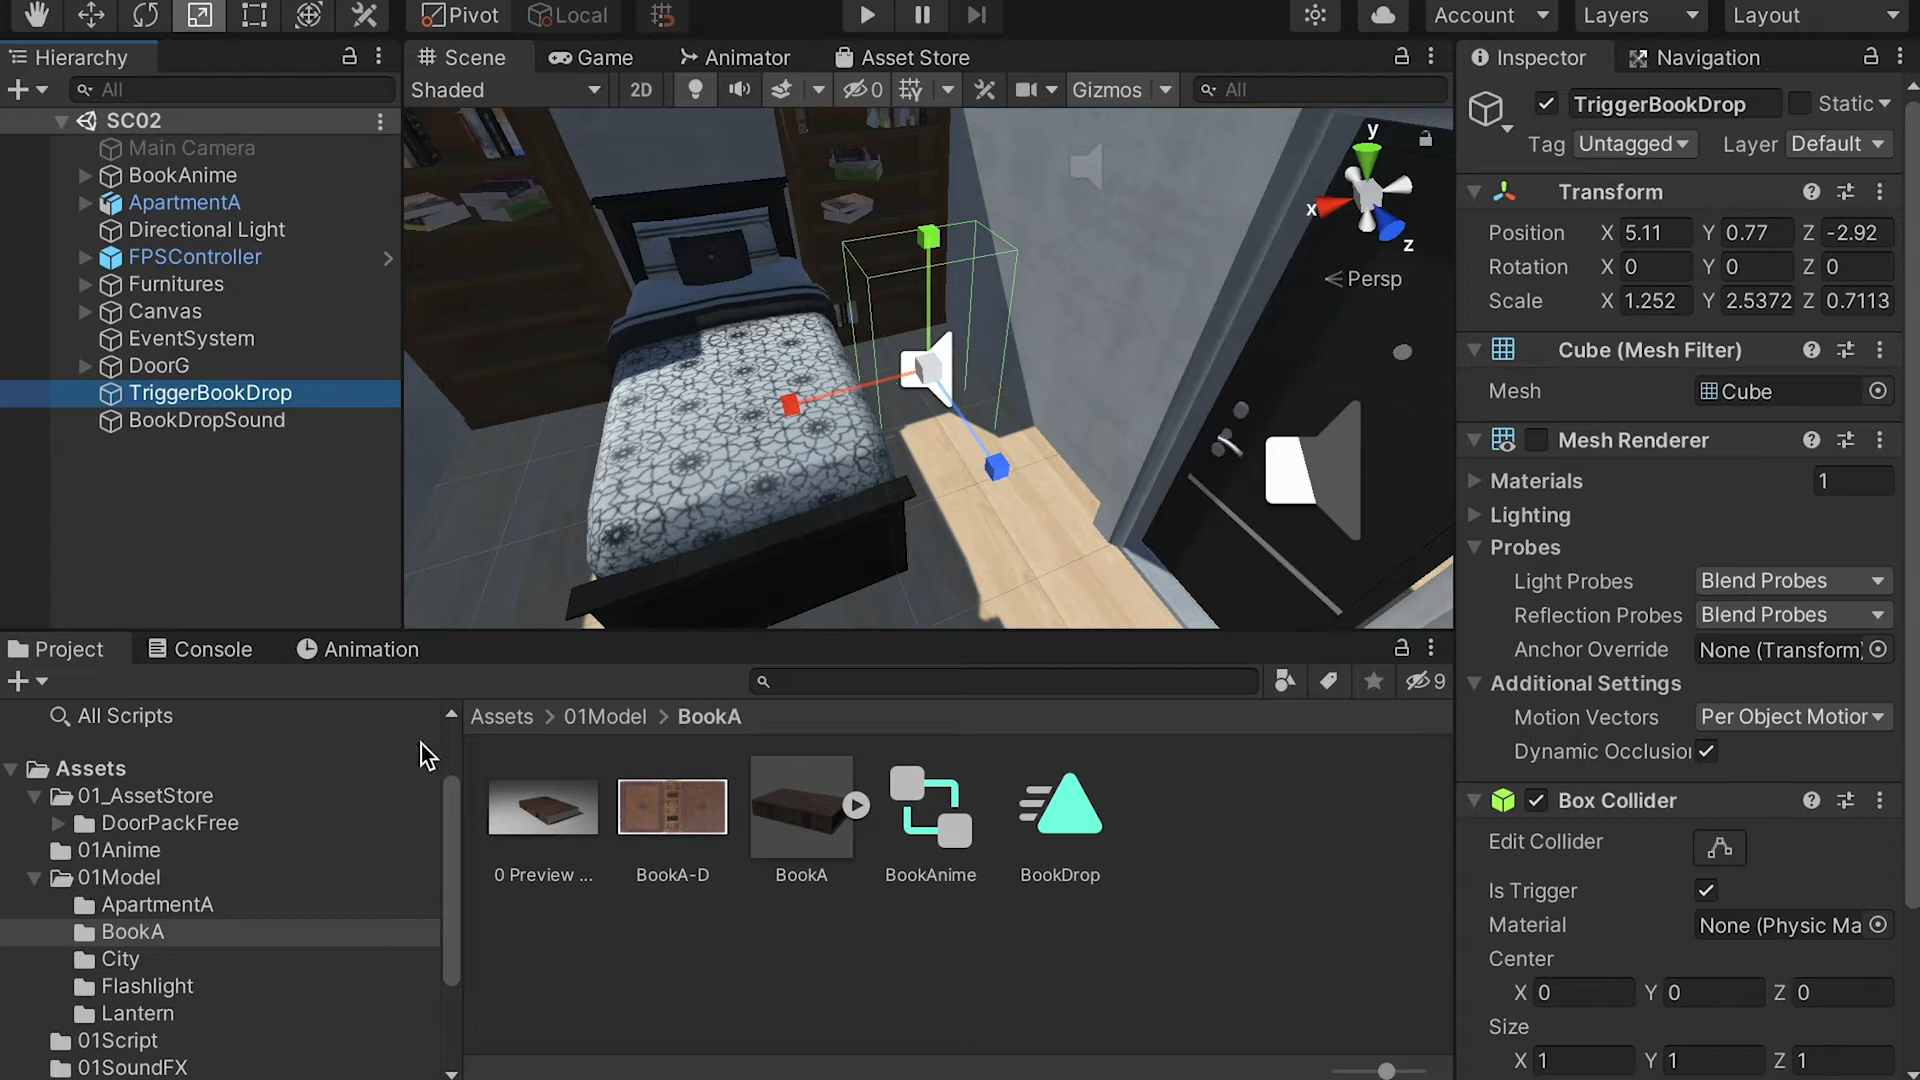 Pivot Local Account Layers Layout
Hierarchy
All
SC02
Main Camera
BookAnime
ApartmentA
Directional Light
FPSController
Furnitures
Canvas
EventSystem
DoorG
TriggerBookDrop
BookDropSound
Scene Game Animator Asset Store
Shaded 2D 0 Gizmos All
y
x
z
Persp
Inspector Navigation
TriggerBookDrop Static
Tag Untagged Layer Default
Transform
Position X 5.11 Y 0.77 Z -2.92
Rotation X 0 Y 0 Z 0
Scale X 1.252 Y 2.5372 Z 0.7113
Cube (Mesh Filter)
Mesh Cube
Mesh Renderer
Materials 1
Lighting
Probes
Light Probes Blend Probes
Reflection Probes Blend Probes
Anchor Override None (Transform)
Additional Settings
Motion Vectors Per Object Motior
Dynamic Occlusion
Box Collider
Edit Collider
Is Trigger
Material None (Physic Ma
Center
X 0 Y 0 Z 0
Size
X 1 Y 1 Z 1
Project Console Animation
9
All Scripts
Assets
01_AssetStore
DoorPackFree
01Anime
01Model
ApartmentA
BookA
City
Flashlight
Lantern
01Script
01SoundFX
Assets > 01Model > BookA
0 Preview ... BookA-D BookA BookAnime BookDrop